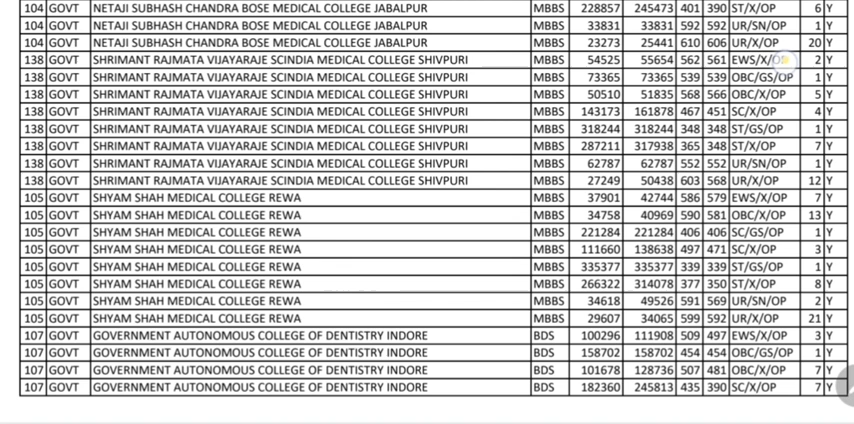 104 GOVT NETAJI SUBHASH CHANDRA BOSE MEDICAL COLLEGE JABALPUR MBBS 228857 245473 401 390 ST/X/OP 6 Y
104 GOVT NETAJI SUBHASH CHANDRA BOSE MEDICAL COLLEGE JABALPUR MBBS 33831 33831 592 592 UR/SN/OP 1 Y
104 GOVT NETAJI SUBHASH CHANDRA BOSE MEDICAL COLLEGE JABALPUR MBBS 23273 25441 610 606 UR/X/OP 20 Y
138 GOVT SHRIMANT RAJMATA VIJAYARAJE SCINDIA MEDICAL COLLEGE SHIVPURI MBBS 54525 55654 562 561 EWS/X/OP 2 Y
138 GOVT SHRIMANT RAJMATA VIJAYARAJE SCINDIA MEDICAL COLLEGE SHIVPURI MBBS 73365 73365 539 539 OBC/GS/OP 1 Y
138 GOVT SHRIMANT RAJMATA VIJAYARAJE SCINDIA MEDICAL COLLEGE SHIVPURI MBBS 50510 51835 568 566 OBC/X/OP 5 Y
138 GOVT SHRIMANT RAJMATA VIJAYARAJE SCINDIA MEDICAL COLLEGE SHIVPURI MBBS 143173 161878 467 451 SC/X/OP 4 Y
138 GOVT SHRIMANT RAJMATA VIJAYARAJE SCINDIA MEDICAL COLLEGE SHIVPURI MBBS 318244 318244 348 348 ST/GS/OP 1 Y
138 GOVT SHRIMANT RAJMATA VIJAYARAJE SCINDIA MEDICAL COLLEGE SHIVPURI MBBS 287211 317938 365 348 ST/X/OP 7 Y
138 GOVT SHRIMANT RAJMATA VIJAYARAJE SCINDIA MEDICAL COLLEGE SHIVPURI MBBS 62787 62787 552 552 UR/SN/OP 1 Y
138 GOVT SHRIMANT RAJMATA VIJAYARAJE SCINDIA MEDICAL COLLEGE SHIVPURI MBBS 27249 50438 603 568 UR/X/OP 12 Y
105 GOVT SHYAM SHAH MEDICAL COLLEGE REWA MBBS 37901 42744 586 579 EWS/X/OP 7 Y
105 GOVT SHYAM SHAH MEDICAL COLLEGE REWA MBBS 34758 40969 590 581 OBC/X/OP 13 Y
105 GOVT SHYAM SHAH MEDICAL COLLEGE REWA MBBS 221284 221284 406 406 SC/GS/OP 1 Y
105 GOVT SHYAM SHAH MEDICAL COLLEGE REWA MBBS 111660 138638 497 471 SC/X/OP 3 Y
105 GOVT SHYAM SHAH MEDICAL COLLEGE REWA MBBS 335377 335377 339 339 ST/GS/OP 1 Y
105 GOVT SHYAM SHAH MEDICAL COLLEGE REWA MBBS 266322 314078 377 350 ST/X/OP 8 Y
105 GOVT SHYAM SHAH MEDICAL COLLEGE REWA MBBS 34618 49526 591 569 UR/SN/OP 2 Y
105 GOVT SHYAM SHAH MEDICAL COLLEGE REWA MBBS 29607 34065 599 592 UR/X/OP 21 Y
107 GOVT GOVERNMENT AUTONOMOUS COLLEGE OF DENTISTRY INDORE BDS 100296 111908 509 497 EWS/X/OP 3 Y
107 GOVT GOVERNMENT AUTONOMOUS COLLEGE OF DENTISTRY INDORE BDS 158702 158702 454 454 OBC/GS/OP 1 Y
107 GOVT GOVERNMENT AUTONOMOUS COLLEGE OF DENTISTRY INDORE BDS 101678 128736 507 481 OBC/X/OP 7 Y
107 GOVT GOVERNMENT AUTONOMOUS COLLEGE OF DENTISTRY INDORE BDS 182360 245813 435 390 SC/X/OP 7 Y